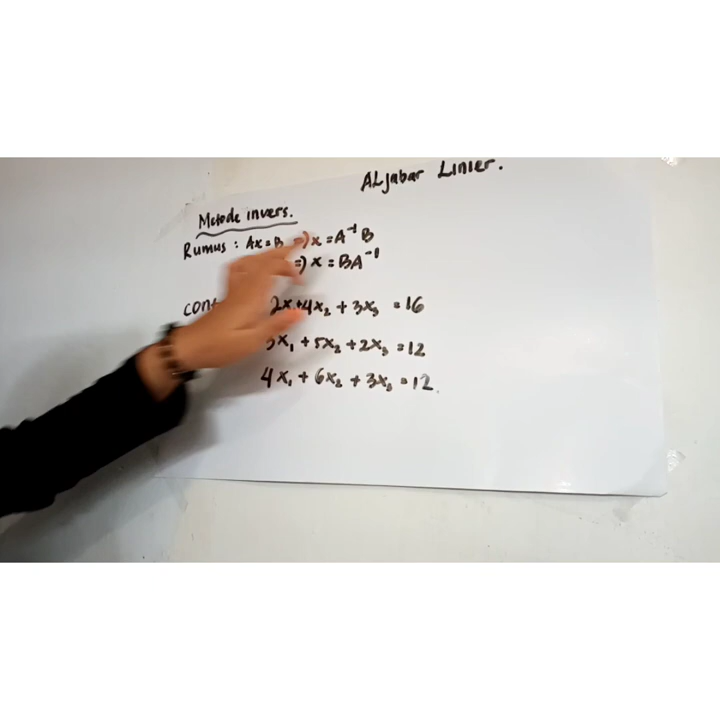 ALjabar Linier.
Metode invers.
Rumus : Ax = B => x = A⁻¹ B
=> x = BA⁻¹
2x + 4x₂ + 3x₃ = 16
x₁ + 5x₂ + 2x₃ = 12
4x₁ + 6x₂ + 3x₃ = 12.